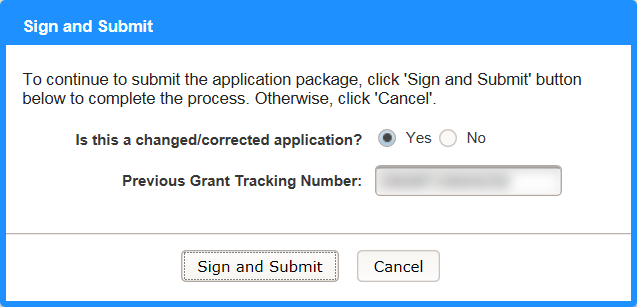 Sign and Submit
To continue to submit the application package, click 'Sign and Submit' button
below to complete the process. Otherwise, click 'Cancel'.
Is this a changed/corrected application? Yes No
Previous Grant Tracking Number:
Sign and Submit Cancel